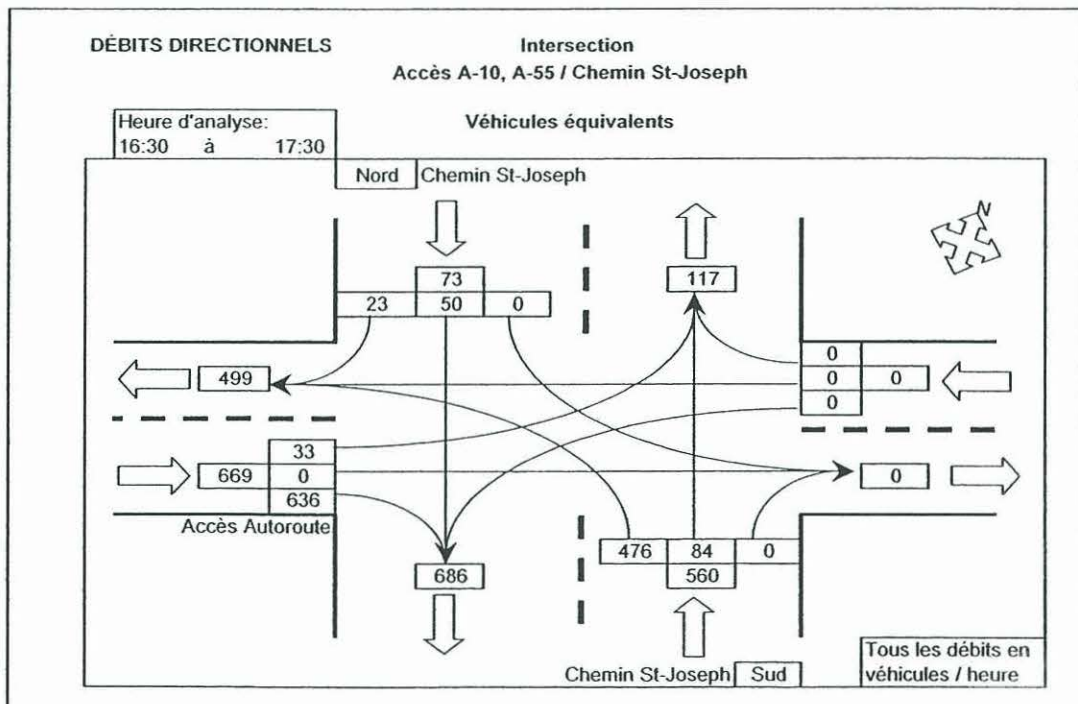 DÉBITS DIRECTIONNELS
Intersection
Accès A-10, A-55 / Chemin St-Joseph
Heure d'analyse:
16:30 à 17:30
Véhicules équivalents
Nord Chemin St-Joseph
N
73
23 50 0
117
499
0
0 0
0
33
669 0
636
0
Accès Autoroute
476 84 0
686
560
Chemin St-Joseph Sud
Tous les débits en
véhicules / heure